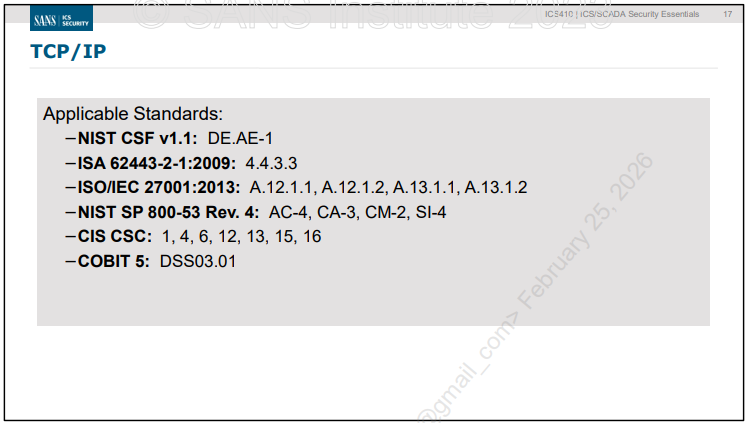 SANS ICS SECURITY
ICS410 | ICS/SCADA Security Essentials 17
© SANS Institute 2026
TCP/IP
Applicable Standards:
–NIST CSF v1.1: DE.AE-1
–ISA 62443-2-1:2009: 4.4.3.3
–ISO/IEC 27001:2013: A.12.1.1, A.12.1.2, A.13.1.1, A.13.1.2
–NIST SP 800-53 Rev. 4: AC-4, CA-3, CM-2, SI-4
–CIS CSC: 1, 4, 6, 12, 13, 15, 16
–COBIT 5: DSS03.01
@gmail_com> February 25, 2026